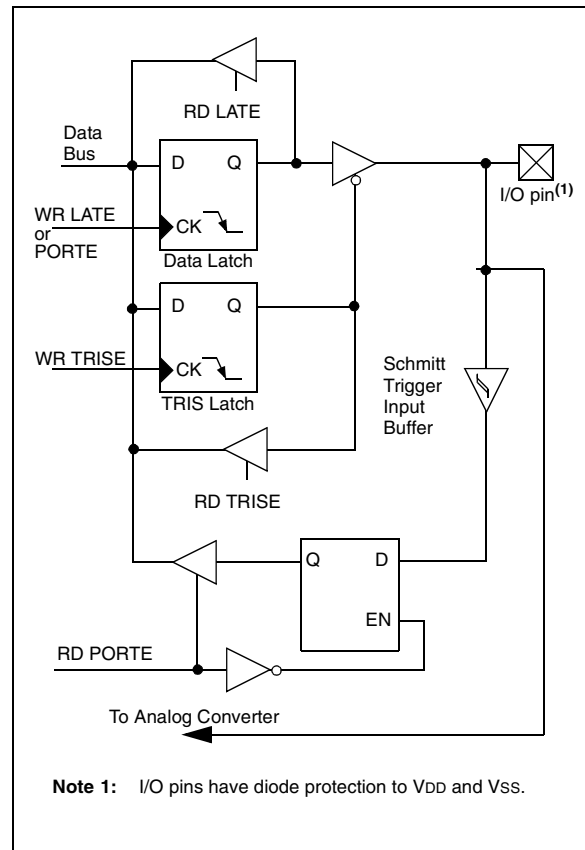 RD LATE
Data
Bus
D Q
I/O pin(1)
WR LATE
or
PORTE
CK
Data Latch
D Q
WR TRISE
CK
TRIS Latch
Schmitt
Trigger
Input
Buffer
RD TRISE
Q D
EN
RD PORTE
To Analog Converter
Note 1: I/O pins have diode protection to VDD and VSS.